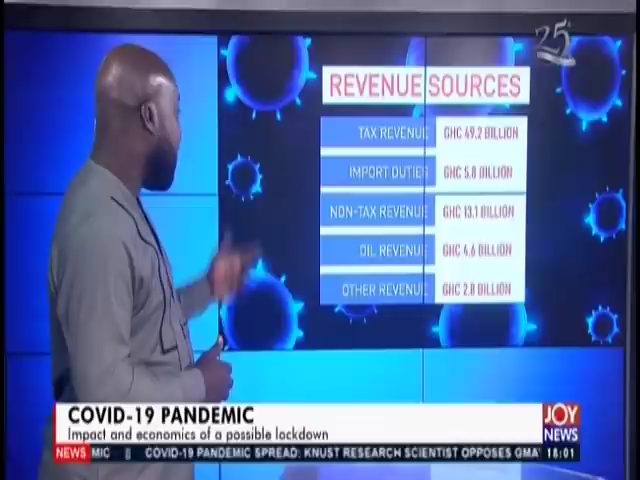 25
REVENUE SOURCES
TAX REVENUE GHC 49.2 BILLION
IMPORT DUTIES GHC 5.8 BILLION
NON-TAX REVENUE GHC 13.1 BILLION
OIL REVENUE GHC 4.6 BILLION
OTHER REVENUE GHC 2.8 BILLION
COVID-19 PANDEMIC
Impact and economics of a possible lockdown
JOY
NEWS
NEWS MIC || COVID-19 PANDEMIC SPREAD: KNUST RESEARCH SCIENTIST OPPOSES GMA 18:01